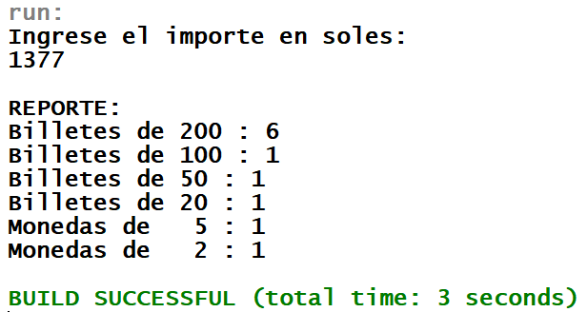 run:
Ingrese el importe en soles:
1377
REPORTE:
Billetes de 200 : 6
Billetes de 100 : 1
Billetes de 50 : 1
Billetes de 20 : 1
Monedas de   5 : 1
Monedas de   2 : 1
BUILD SUCCESSFUL (total time: 3 seconds)